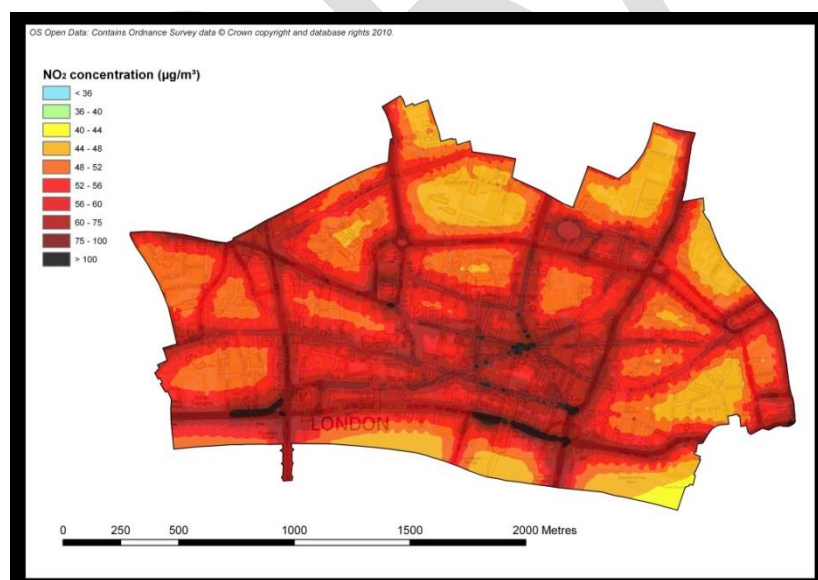 OS Open Data: Contains Ordnance Survey data © Crown copyright and database rights 2010.
NO₂ concentration (µg/m³)
< 36
36 - 40
40 - 44
44 - 48
48 - 52
52 - 56
56 - 60
60 - 75
75 - 100
> 100
LONDON
0 250 500 1000 1500 2000 Metres